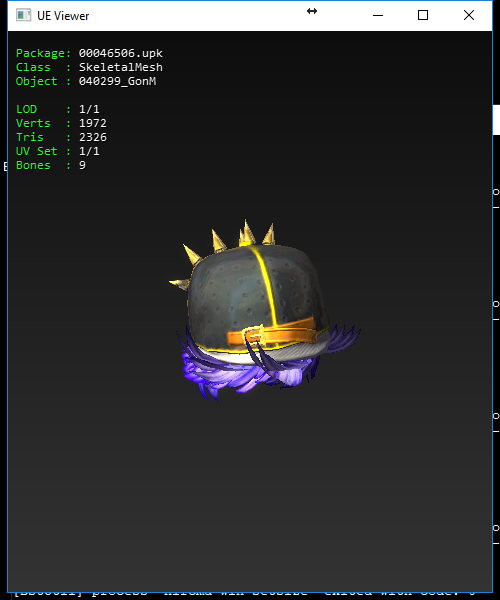 UE Viewer
Package: 00046506.upk
Class : SkeletalMesh
Object : 040299_GonM
LOD : 1/1
Verts : 1972
Tris : 2326
UV Set : 1/1
Bones : 9